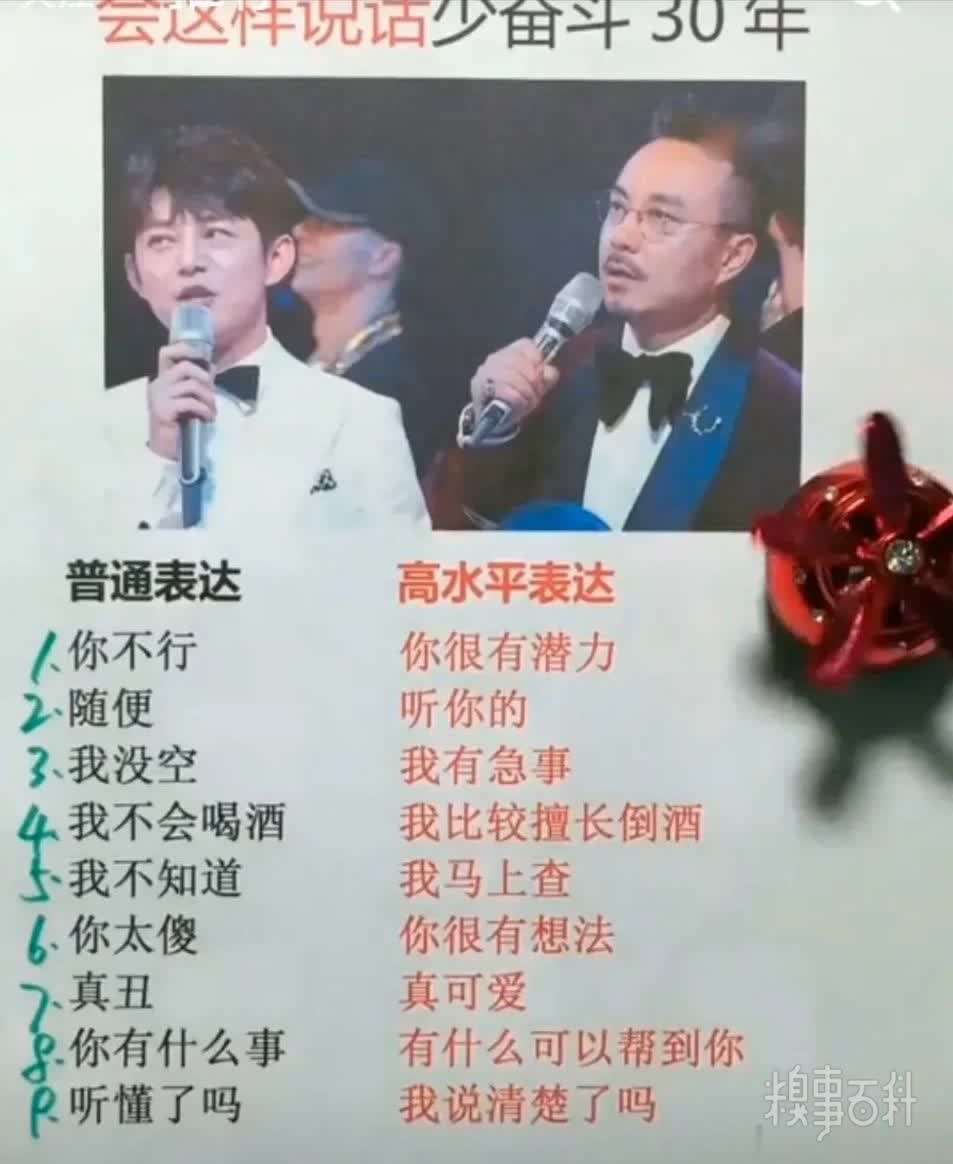 会这样说话少奋斗30年
普通表达 高水平表达
1、你不行 你很有潜力
2、随便 听你的
3、我没空 我有急事
4、我不会喝酒 我比较擅长倒酒
5、我不知道 我马上查
6、你太傻 你很有想法
7、真丑 真可爱
8、你有什么事 有什么可以帮到你
9、听懂了吗 我说清楚了吗
糗事百科